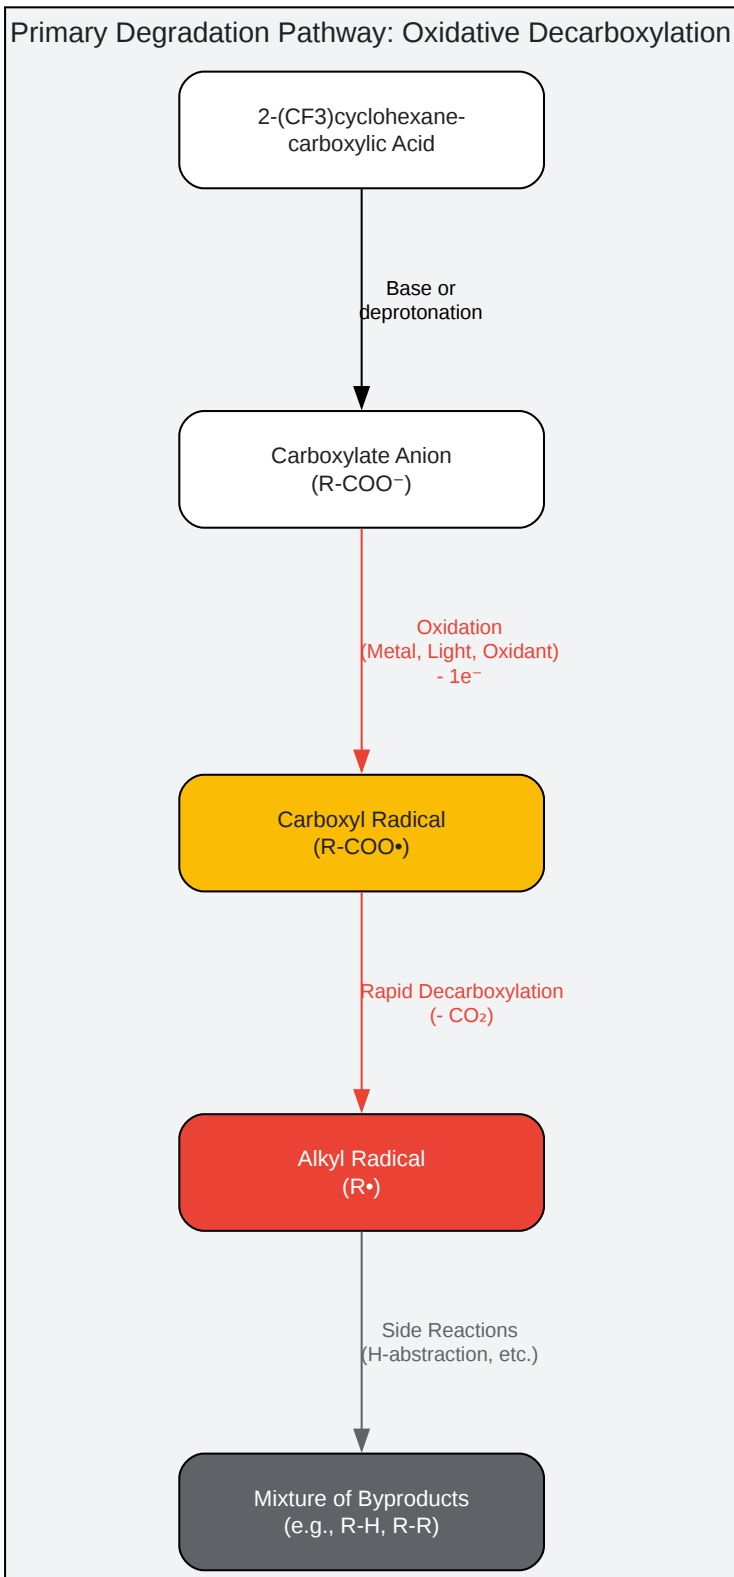 Primary Degradation Pathway: Oxidative Decarboxylation
2-(CF3)cyclohexane-
carboxylic Acid
Base or
deprotonation
Carboxylate Anion
(R-COO⁻)
Oxidation
(Metal, Light, Oxidant)
- 1e⁻
Carboxyl Radical
(R-COO•)
Rapid Decarboxylation
(- CO₂)
Alkyl Radical
(R•)
Side Reactions
(H-abstraction, etc.)
Mixture of Byproducts
(e.g., R-H, R-R)